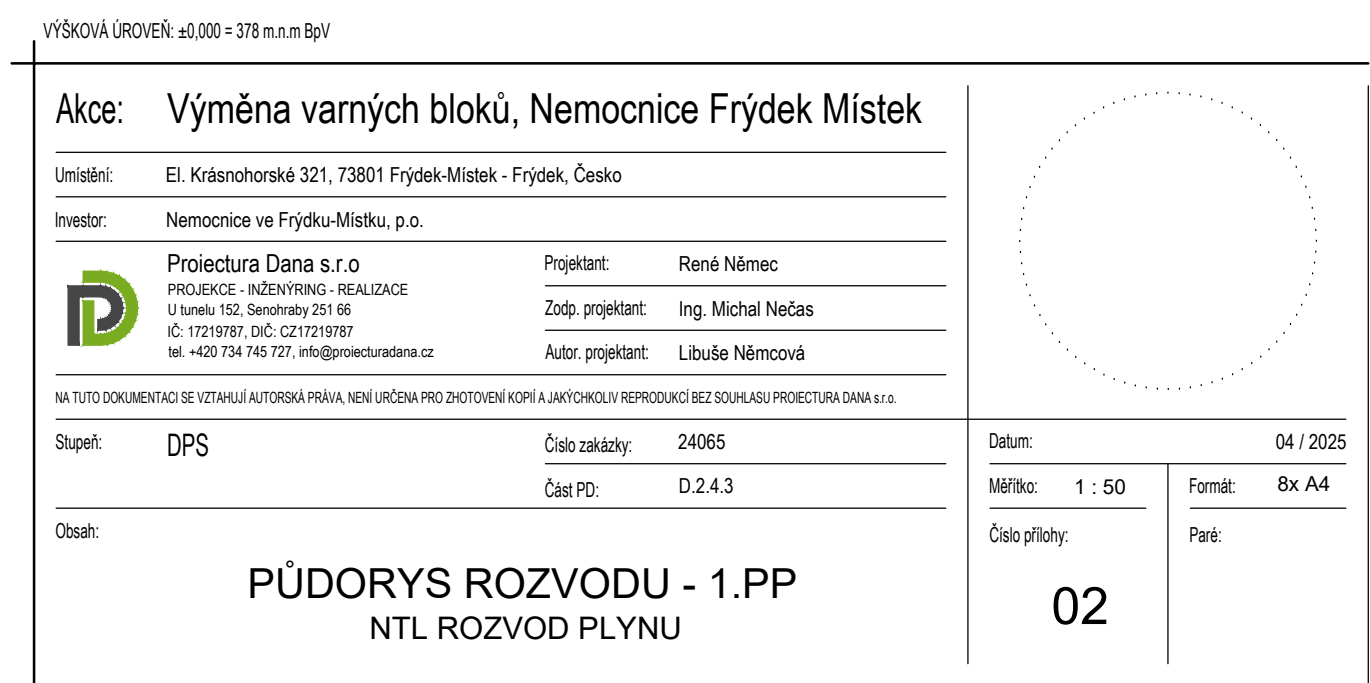 VÝŠKOVÁ ÚROVEŇ: ±0,000 = 378 m.n.m BpV
Akce: Výměna varných bloků, Nemocnice Frýdek Místek
Umístění: El. Krásnohorské 321, 73801 Frýdek-Místek - Frýdek, Česko
Investor: Nemocnice ve Frýdku-Místku, p.o.
Proiectura Dana s.r.o
PROJEKCE - INŽENÝRING - REALIZACE
U tunelu 152, Senohraby 251 66
IČ: 17219787, DIČ: CZ17219787
tel. +420 734 745 727, info@proiecturadana.cz
Projektant: René Němec
Zodp. projektant: Ing. Michal Nečas
Autor. projektant: Libuše Němcová
NA TUTO DOKUMENTACI SE VZTAHUJÍ AUTORSKÁ PRÁVA, NENÍ URČENA PRO ZHOTOVENÍ KOPIÍ A JAKÝCHKOLIV REPRODUKCÍ BEZ SOUHLASU PROIECTURA DANA s.r.o.
Stupeň: DPS
Číslo zakázky: 24065
Část PD: D.2.4.3
Datum: 04 / 2025
Měřítko: 1 : 50
Formát: 8x A4
Obsah:
PŮDORYS ROZVODU - 1.PP
NTL ROZVOD PLYNU
Číslo přílohy:
02
Paré: